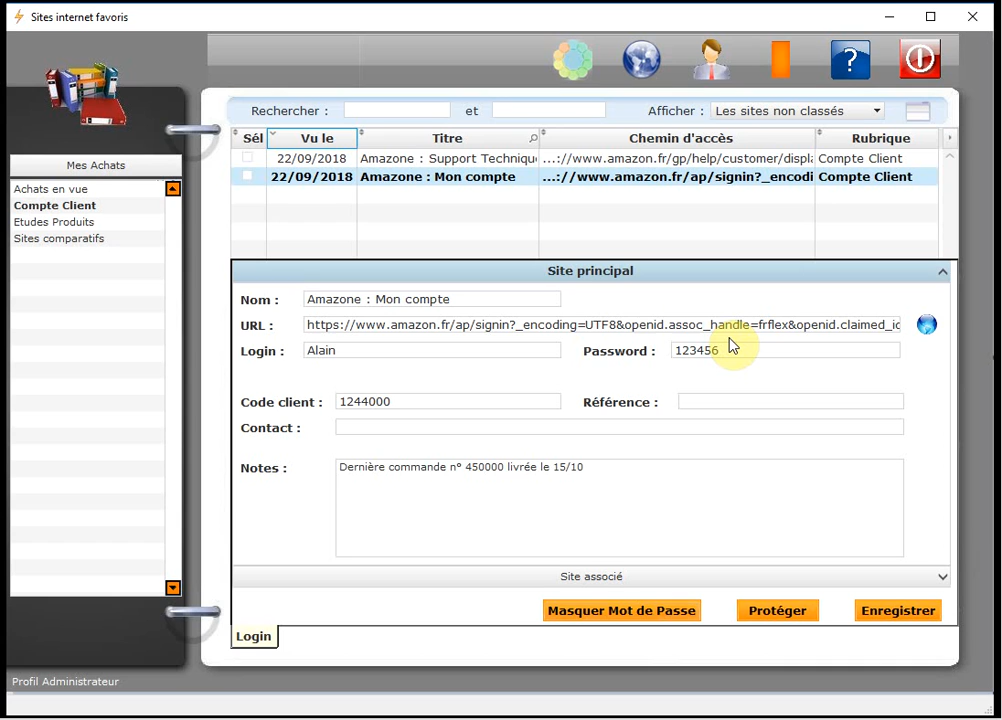 Sites internet favoris
?
Rechercher :
et
Afficher : Les sites non classés
Sél Vu le Titre Chemin d'accès Rubrique
22/09/2018 Amazone : Support Technique ...://www.amazon.fr/gp/help/customer/displa Compte Client
22/09/2018 Amazone : Mon compte ...://www.amazon.fr/ap/signin?_encodi Compte Client
Mes Achats
Achats en vue
Compte Client
Etudes Produits
Sites comparatifs
Site principal
Nom : Amazone : Mon compte
URL : https://www.amazon.fr/ap/signin?_encoding=UTF8&openid.assoc_handle=frflex&openid.claimed_id
Login : Alain Password : 123456
Code client : 1244000 Référence :
Contact :
Notes : Dernière commande n° 450000 livrée le 15/10
Site associé
Masquer Mot de Passe Protéger Enregistrer
Login
Profil Administrateur